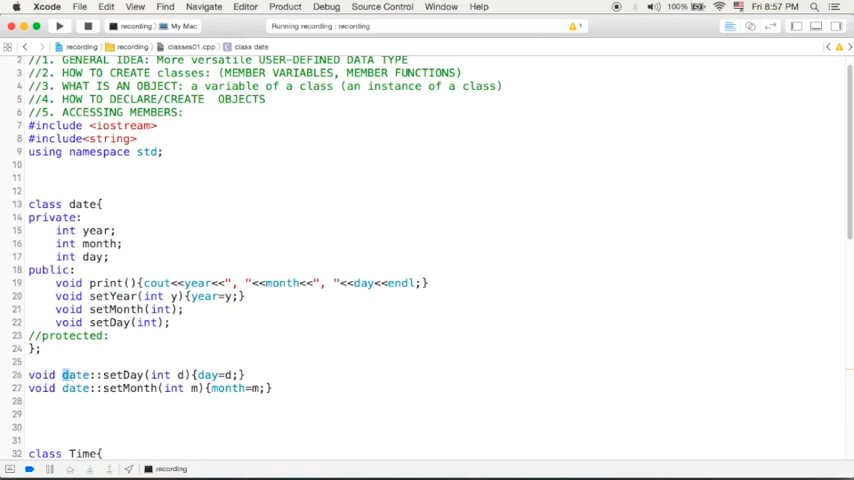 Xcode File Edit View Find Navigate Editor Product Debug Source Control Window Help 100% Fri 8:57 PM
recording My Mac Running recording : recording 1
recording recording classes01.cpp class date
2 //1. GENERAL IDEA: More versatile USER-DEFINED DATA TYPE
3 //2. HOW TO CREATE classes: (MEMBER VARIABLES, MEMBER FUNCTIONS)
4 //3. WHAT IS AN OBJECT: a variable of a class (an instance of a class)
5 //4. HOW TO DECLARE/CREATE OBJECTS
6 //5. ACCESSING MEMBERS:
7 #include <iostream>
8 #include<string>
9 using namespace std;
10
11
12
13 class date{
14 private:
15 int year;
16 int month;
17 int day;
18 public:
19 void print(){cout<<year<<", "<<month<<", "<<day<<endl;}
20 void setYear(int y){year=y;}
21 void setMonth(int);
22 void setDay(int);
23 //protected:
24 };
25
26 void date::setDay(int d){day=d;}
27 void date::setMonth(int m){month=m;}
28
29
30
31
32 class Time{
recording